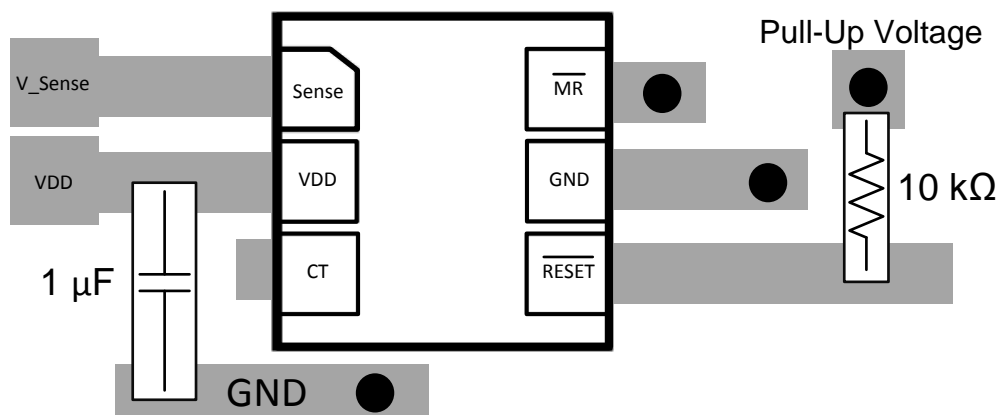 Pull-Up Voltage
V_Sense
Sense
MR
VDD
VDD
GND
10 kΩ
1 µF
CT
RESET
GND